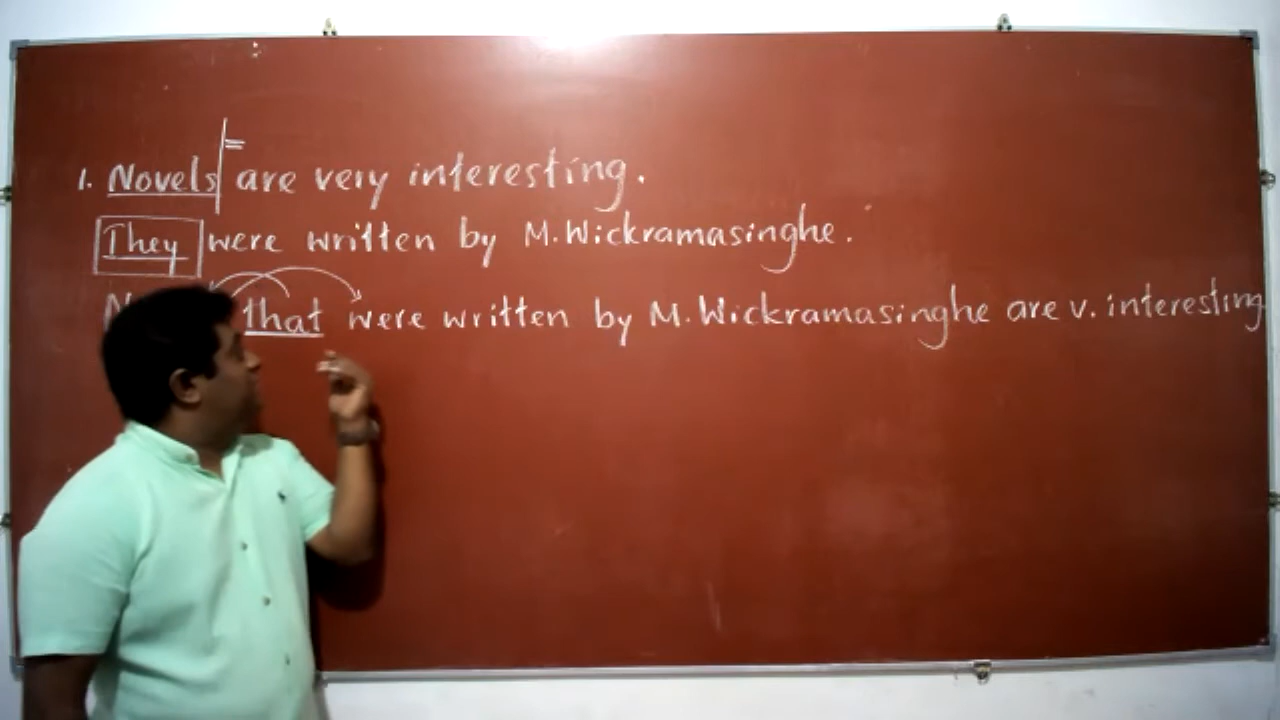 1. Novels are very interesting.
They were written by M.Wickramasinghe.
that were written by M.Wickramasinghe are v. interesting